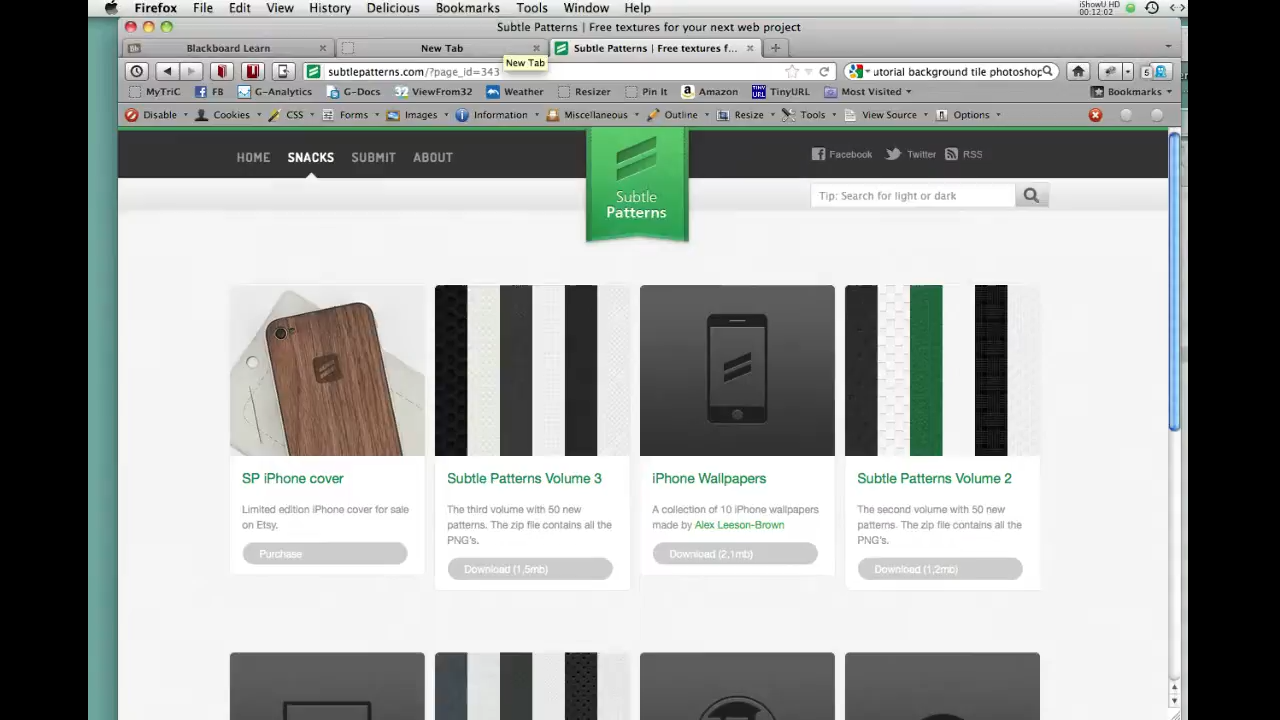 Firefox File Edit View History Delicious Bookmarks Tools Window Help
iShowU HD
00:12:02
Subtle Patterns | Free textures for your next web project
Blackboard Learn
New Tab
Subtle Patterns | Free textures f...
New Tab
subtlepatterns.com/?page_id=343
utorial background tile photoshop
5
MyTriC FB G-Analytics G-Docs 32 ViewFrom32 Weather Resizer Pin It Amazon TINY URL TinyURL Most Visited Bookmarks
Disable Cookies CSS Forms Images Information Miscellaneous Outline Resize Tools View Source Options
HOME SNACKS SUBMIT ABOUT
Facebook Twitter RSS
Subtle
Patterns
Tip: Search for light or dark
SP iPhone cover
Limited edition iPhone cover for sale
on Etsy.
Purchase
Subtle Patterns Volume 3
The third volume with 50 new
patterns. The zip file contains all the
PNG's.
Download (1,5mb)
iPhone Wallpapers
A collection of 10 iPhone wallpapers
made by Alex Leeson-Brown
Download (2,1mb)
Subtle Patterns Volume 2
The second volume with 50 new
patterns. The zip file contains all the
PNG's.
Download (1,2mb)